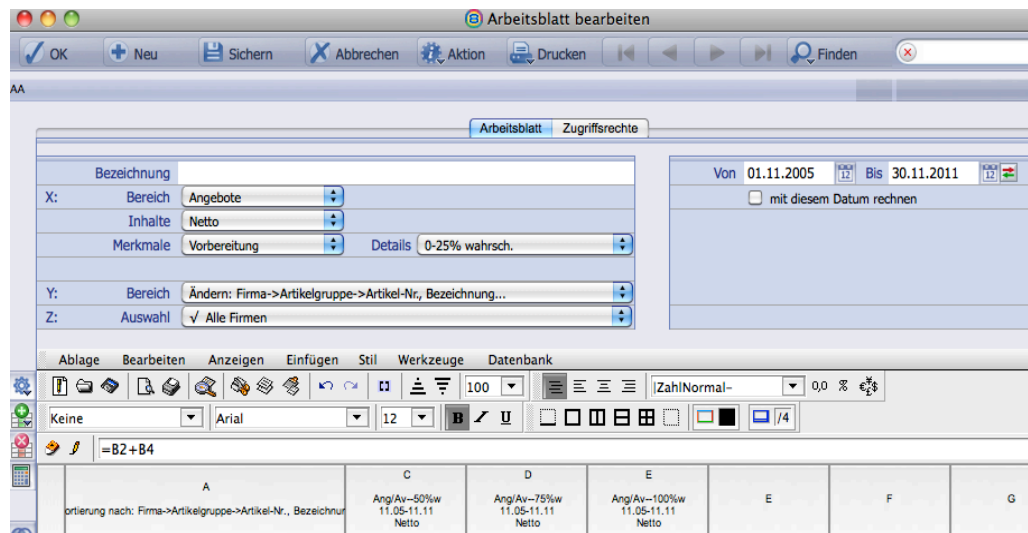 Arbeitsblatt bearbeiten
OK Neu Sichern Abbrechen Aktion Drucken Finden
AA
Arbeitsblatt Zugriffsrechte
Bezeichnung Von 01.11.2005 12 Bis 30.11.2011 12
X: Bereich Angebote mit diesem Datum rechnen
Inhalte Netto
Merkmale Vorbereitung Details 0-25% wahrsch.
Y: Bereich Ändern: Firma->Artikelgruppe->Artikel-Nr., Bezeichnung...
Z: Auswahl √ Alle Firmen
Ablage Bearbeiten Anzeigen Einfügen Stil Werkzeuge Datenbank
100 |ZahlNormal– 0,0 %
Keine Arial 12 B I U /4
=B2+B4
A C D E E F G
ortierung nach: Firma->Artikelgruppe->Artikel-Nr., Bezeichnur Ang/Av--50%w Ang/Av--75%w Ang/Av--100%w
11.05-11.11 11.05-11.11 11.05-11.11
Netto Netto Netto